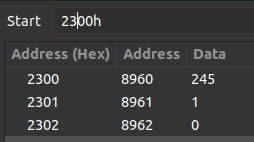 Start 2300h
Address (Hex) Address Data
2300 8960 245
2301 8961 1
2302 8962 0